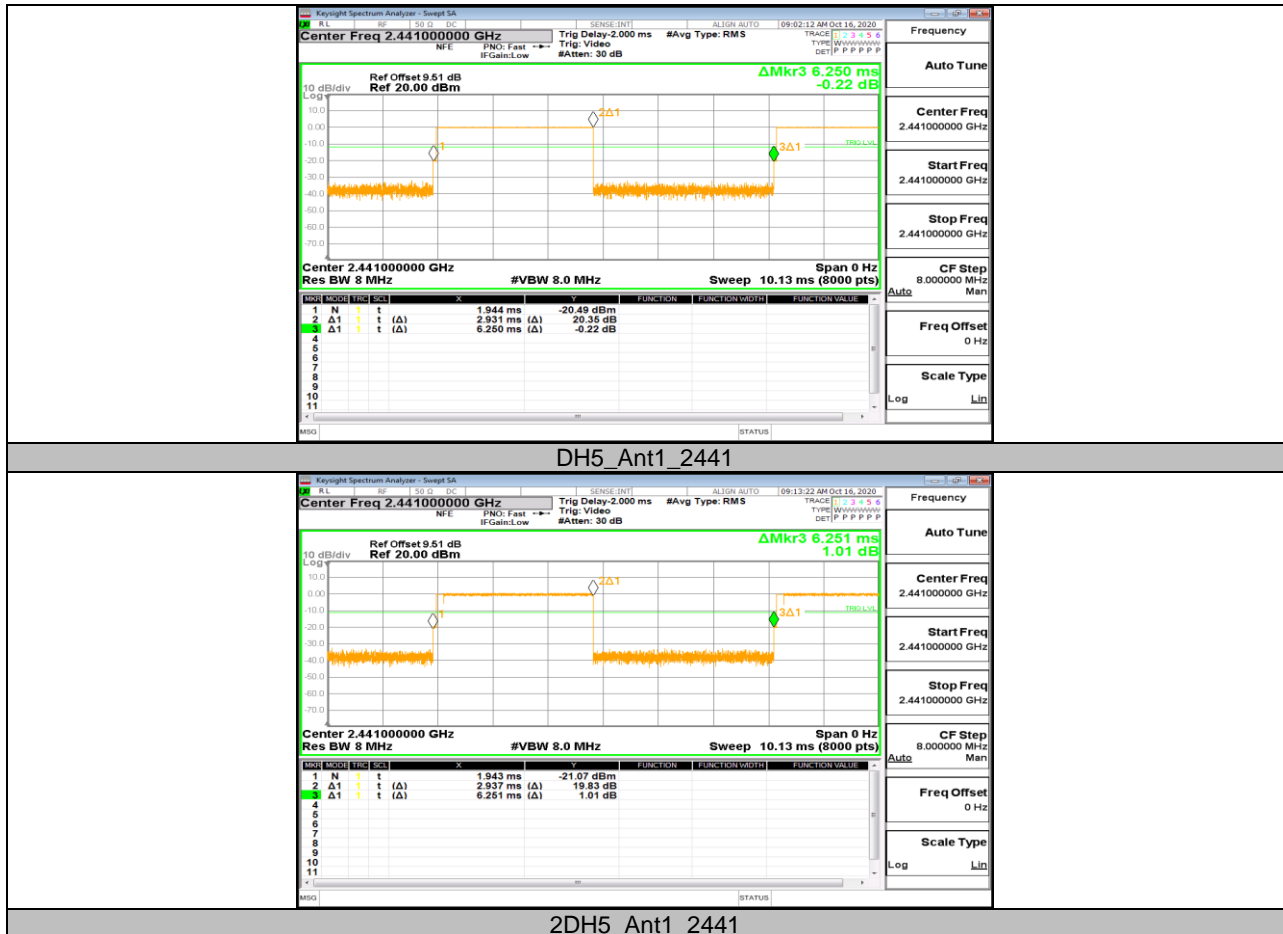 Keysight Spectrum Analyzer - Swept SA
RL RF 50 Ω DC SENSE:INT ALIGN AUTO 09:02:12 AM Oct 16, 2020
Center Freq 2.441000000 GHz Trig Delay-2.000 ms #Avg Type: RMS TRACE 1 2 3 4 5 6
NFE PNO: Fast Trig: Video TYPE WWWWWW
IFGain:Low #Atten: 30 dB DET P P P P P P
Frequency
Auto Tune
Center Freq
2.441000000 GHz
Start Freq
2.441000000 GHz
Stop Freq
2.441000000 GHz
CF Step
8.000000 MHz
Auto Man
Freq Offset
0 Hz
Scale Type
Log Lin
ΔMkr3 6.250 ms
-0.22 dB
Ref Offset 9.51 dB
10 dB/div Ref 20.00 dBm
Log
10.0
0.00
-10.0
-20.0
-30.0
-40.0
-50.0
-60.0
-70.0
1
2Δ1
3Δ1
TRIG LVL
Center 2.441000000 GHz Span 0 Hz
Res BW 8 MHz #VBW 8.0 MHz Sweep 10.13 ms (8000 pts)
MKR MODE TRC SCL X Y FUNCTION FUNCTION WIDTH FUNCTION VALUE
1 N 1 t 1.944 ms -20.49 dBm
2 Δ1 1 t (Δ) 2.931 ms (Δ) 20.35 dB
3 Δ1 1 t (Δ) 6.250 ms (Δ) -0.22 dB
4
5
6
7
8
9
10
11
MSG STATUS
DH5_Ant1_2441
Keysight Spectrum Analyzer - Swept SA
RL RF 50 Ω DC SENSE:INT ALIGN AUTO 09:13:22 AM Oct 16, 2020
Center Freq 2.441000000 GHz Trig Delay-2.000 ms #Avg Type: RMS TRACE 1 2 3 4 5 6
NFE PNO: Fast Trig: Video TYPE WWWWWW
IFGain:Low #Atten: 30 dB DET P P P P P P
Frequency
Auto Tune
Center Freq
2.441000000 GHz
Start Freq
2.441000000 GHz
Stop Freq
2.441000000 GHz
CF Step
8.000000 MHz
Auto Man
Freq Offset
0 Hz
Scale Type
Log Lin
ΔMkr3 6.251 ms
1.01 dB
Ref Offset 9.51 dB
10 dB/div Ref 20.00 dBm
Log
10.0
0.00
-10.0
-20.0
-30.0
-40.0
-50.0
-60.0
-70.0
1
2Δ1
3Δ1
TRIG LVL
Center 2.441000000 GHz Span 0 Hz
Res BW 8 MHz #VBW 8.0 MHz Sweep 10.13 ms (8000 pts)
MKR MODE TRC SCL X Y FUNCTION FUNCTION WIDTH FUNCTION VALUE
1 N 1 t 1.943 ms -21.07 dBm
2 Δ1 1 t (Δ) 2.937 ms (Δ) 19.83 dB
3 Δ1 1 t (Δ) 6.251 ms (Δ) 1.01 dB
4
5
6
7
8
9
10
11
MSG STATUS
2DH5_Ant1_2441